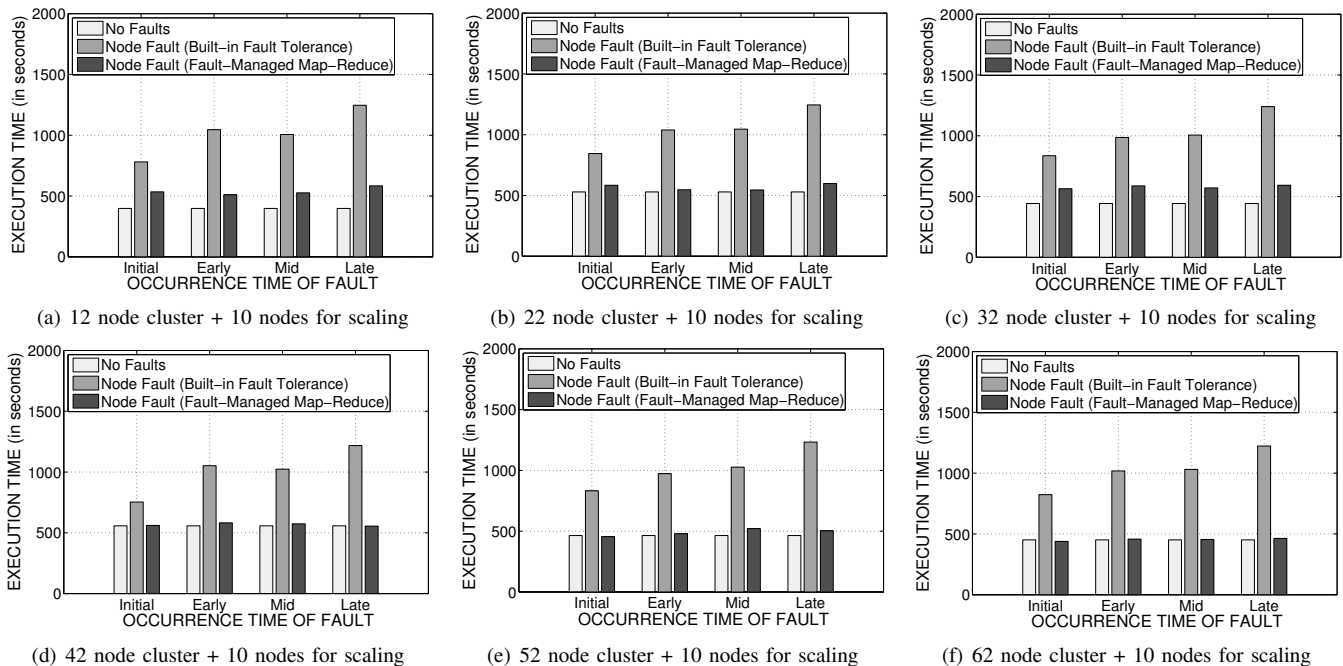 2000
1500
1000
500
0
EXECUTION TIME (in seconds)
No Faults
Node Fault (Built−in Fault Tolerance)
Node Fault (Fault−Managed Map−Reduce)
Initial Early Mid Late
OCCURRENCE TIME OF FAULT
(a) 12 node cluster + 10 nodes for scaling
2000
1500
1000
500
0
EXECUTION TIME (in seconds)
No Faults
Node Fault (Built−in Fault Tolerance)
Node Fault (Fault−Managed Map−Reduce)
Initial Early Mid Late
OCCURRENCE TIME OF FAULT
(b) 22 node cluster + 10 nodes for scaling
2000
1500
1000
500
0
EXECUTION TIME (in seconds)
No Faults
Node Fault (Built−in Fault Tolerance)
Node Fault (Fault−Managed Map−Reduce)
Initial Early Mid Late
OCCURRENCE TIME OF FAULT
(c) 32 node cluster + 10 nodes for scaling
2000
1500
1000
500
0
EXECUTION TIME (in seconds)
No Faults
Node Fault (Built−in Fault Tolerance)
Node Fault (Fault−Managed Map−Reduce)
Initial Early Mid Late
OCCURRENCE TIME OF FAULT
(d) 42 node cluster + 10 nodes for scaling
2000
1500
1000
500
0
EXECUTION TIME (in seconds)
No Faults
Node Fault (Built−in Fault Tolerance)
Node Fault (Fault−Managed Map−Reduce)
Initial Early Mid Late
OCCURRENCE TIME OF FAULT
(e) 52 node cluster + 10 nodes for scaling
2000
1500
1000
500
0
EXECUTION TIME (in seconds)
No Faults
Node Fault (Built−in Fault Tolerance)
Node Fault (Fault−Managed Map−Reduce)
Initial Early Mid Late
OCCURRENCE TIME OF FAULT
(f) 62 node cluster + 10 nodes for scaling